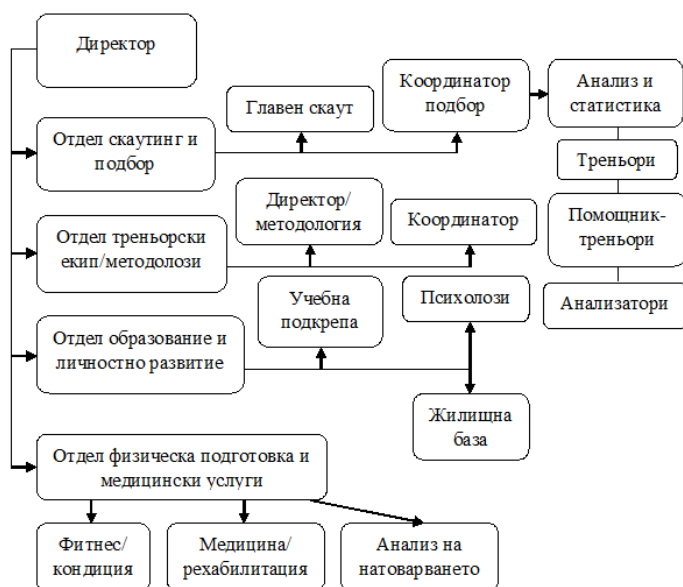 Директор
Главен скаут
Координатор
подбор
Анализ и
статистика
Отдел скаутинг и
подбор
Треньори
Директор/
методология
Координатор
Помощник-
треньори
Отдел треньорски
екип/методолози
Учебна
подкрепа
Психолози
Анализатори
Отдел образование и
личностно развитие
Жилищна
база
Отдел физическа подготовка и
медицински услуги
Фитнес/
кондиция
Медицина/
рехабилитация
Анализ на
натоварването